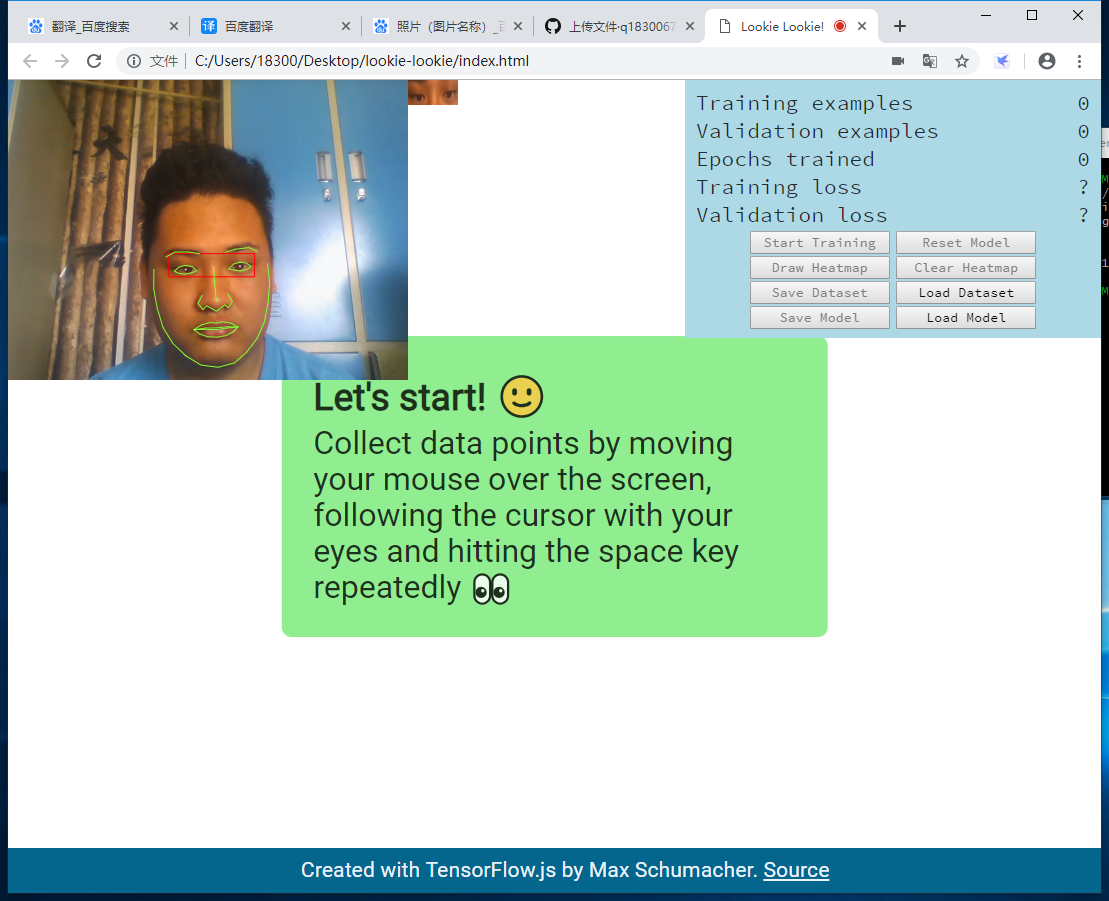 翻译_百度搜索
百度翻译
照片（图片名称）_
上传文件·q1830067
Lookie Lookie!
文件
C:/Users/18300/Desktop/lookie-lookie/index.html
大
Training examples 0
Validation examples 0
Epochs trained 0
Training loss ?
Validation loss ?
Start Training Reset Model
Draw Heatmap Clear Heatmap
Save Dataset Load Dataset
Save Model Load Model
Let's start! 🙂
Collect data points by moving
your mouse over the screen,
following the cursor with your
eyes and hitting the space key
repeatedly 👀
Created with TensorFlow.js by Max Schumacher. Source